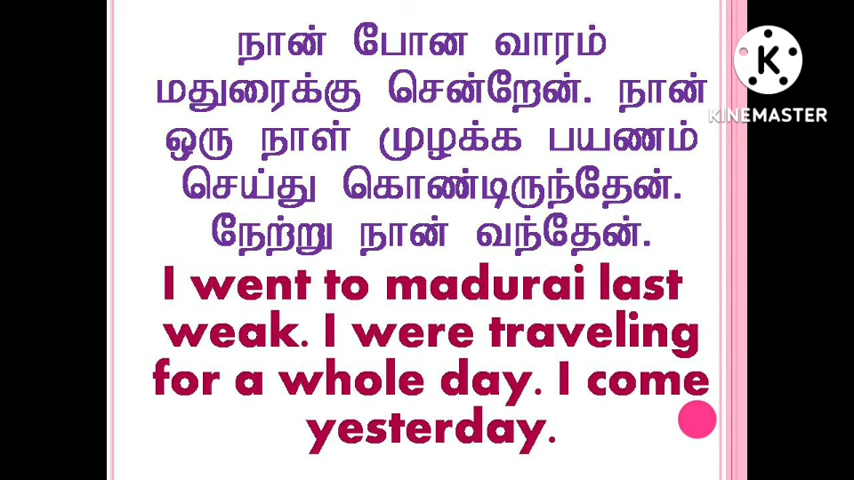 நான் போன வாரம்
மதுரைக்கு சென்றேன். நான்
ஒரு நாள் முழக்க பயணம்
செய்து கொண்டிருந்தேன்.
நேற்று நான் வந்தேன்.
I went to madurai last
weak. I were traveling
for a whole day. I come
yesterday.
K
KINEMASTER